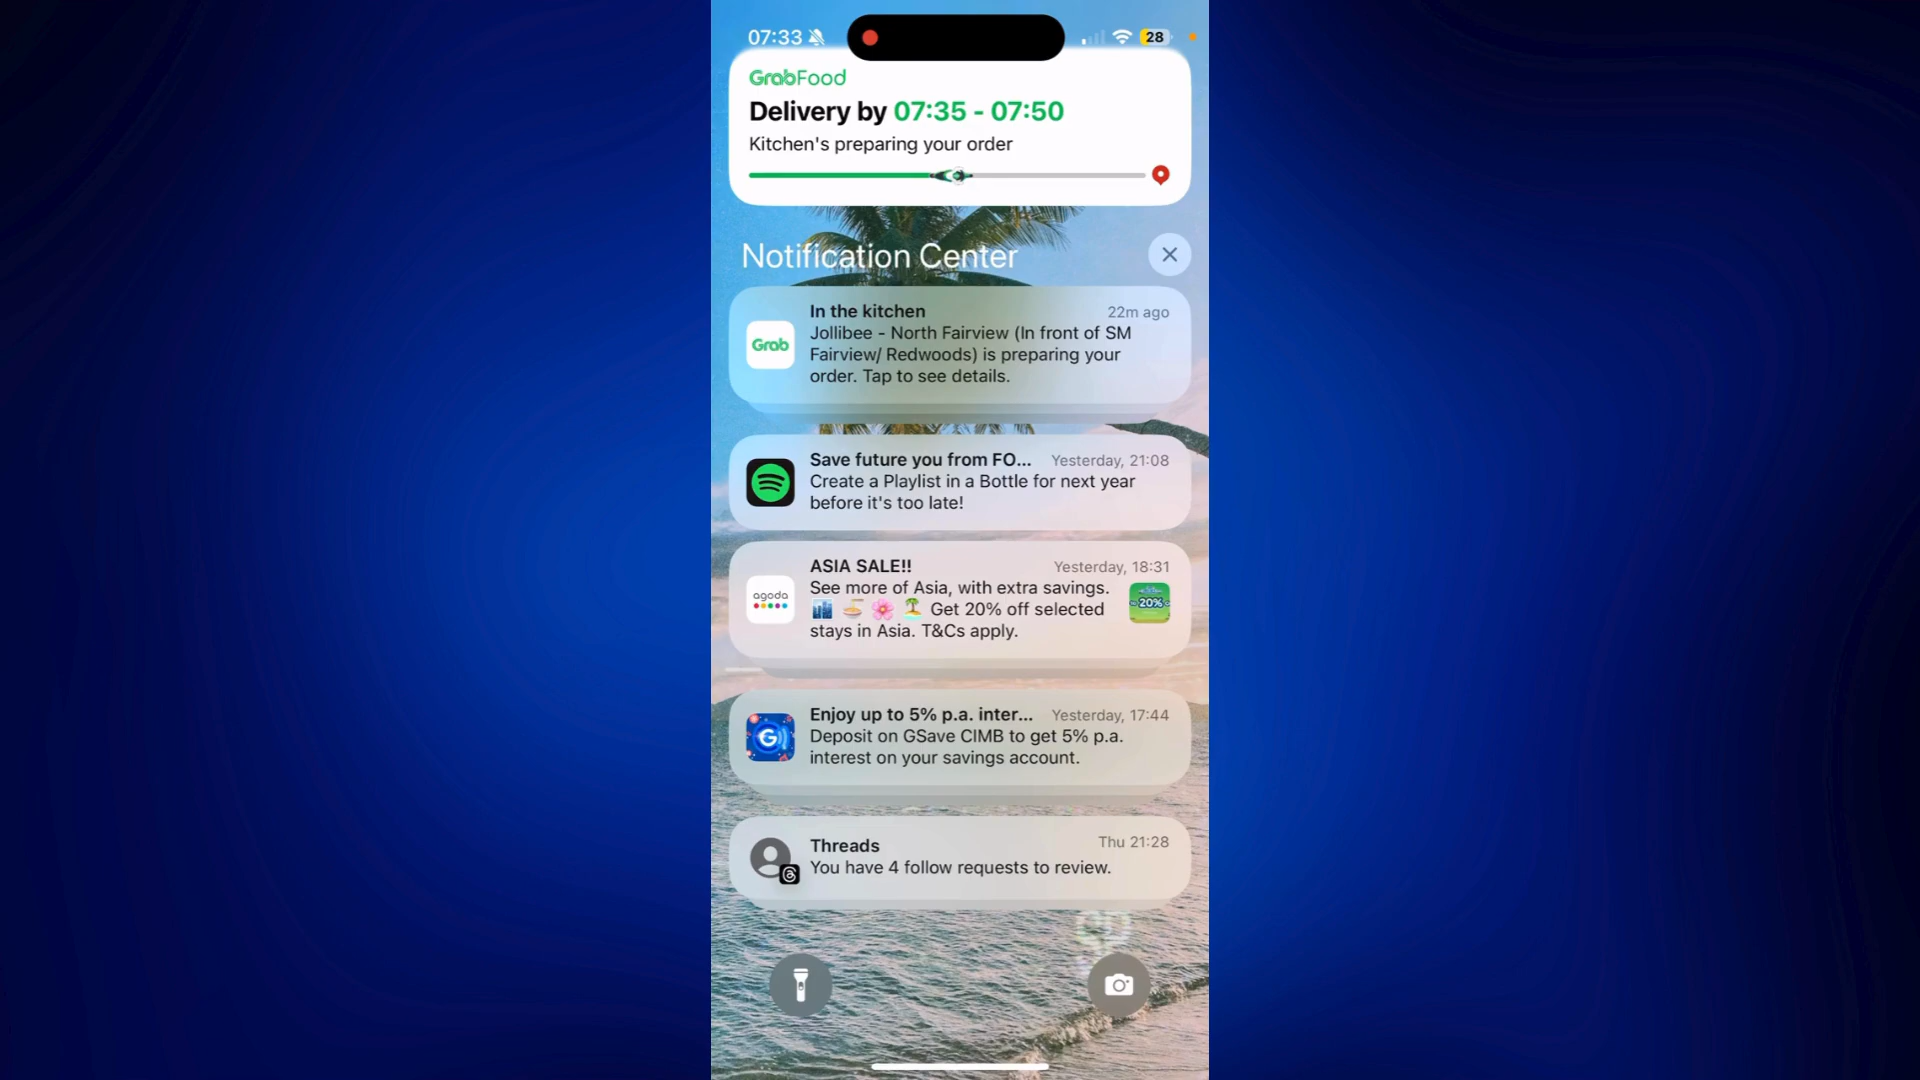 07:33
28
GrabFood
Delivery by 07:35 - 07:50
Kitchen's preparing your order
Notification Center
In the kitchen
22m ago
Grab
Jollibee - North Fairview (In front of SM
Fairview/ Redwoods) is preparing your
order. Tap to see details.
Save future you from FO...
Yesterday, 21:08
Create a Playlist in a Bottle for next year
before it's too late!
ASIA SALE!!
Yesterday, 18:31
agoda
See more of Asia, with extra savings.
🏙️ 🍜 🌸 🏝️ Get 20% off selected
stays in Asia. T&Cs apply.
20%
Enjoy up to 5% p.a. inter...
Yesterday, 17:44
G
Deposit on GSave CIMB to get 5% p.a.
interest on your savings account.
Threads
Thu 21:28
You have 4 follow requests to review.